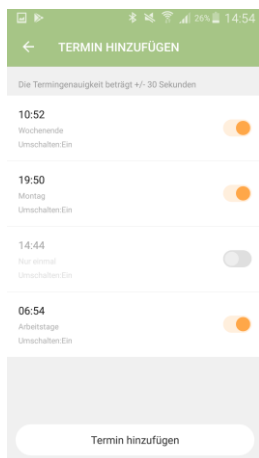 26% 14:54
TERMIN HINZUFÜGEN
Die Termingenauigkeit beträgt +/- 30 Sekunden
10:52
Wochenende
Umschalten:Ein
19:50
Montag
Umschalten:Ein
14:44
Nur einmal
Umschalten:Ein
06:54
Arbeitstage
Umschalten:Ein
Termin hinzufügen